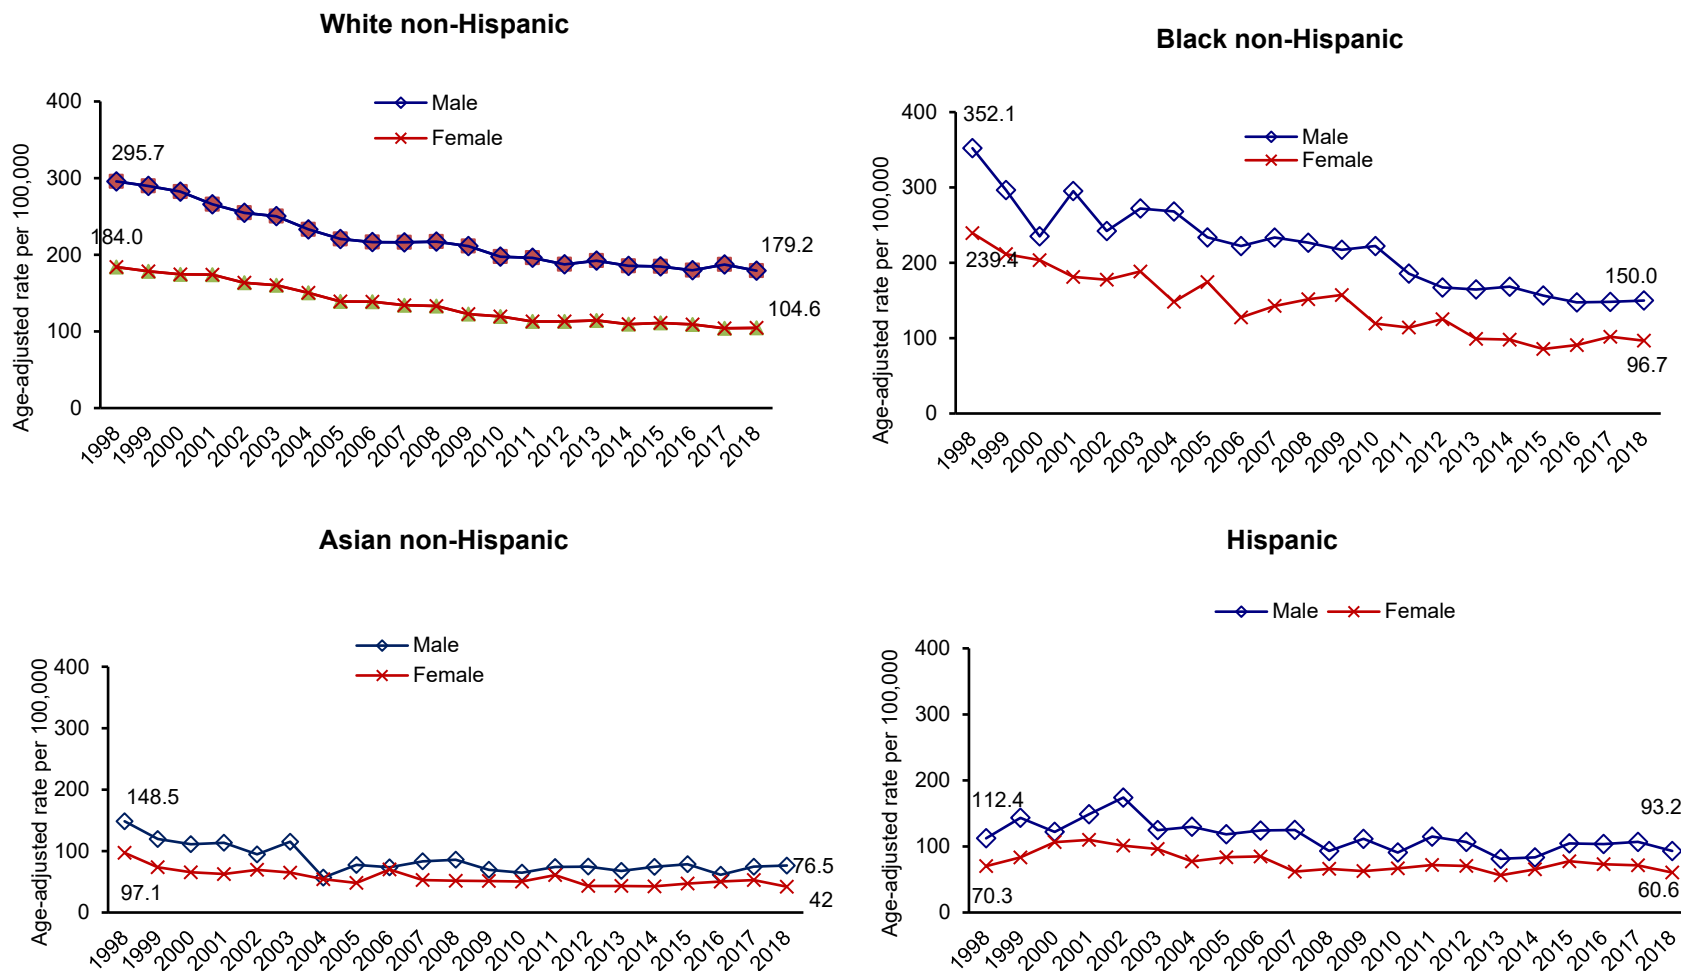 White non-Hispanic
Age-adjusted rate per 100,000
400
300
200
100
0
Male
Female
295.7
184.0
179.2
104.6
1998 1999 2000 2001 2002 2003 2004 2005 2006 2007 2008 2009 2010 2011 2012 2013 2014 2015 2016 2017 2018
Black non-Hispanic
Age-adjusted rate per 100,000
400
300
200
100
0
Male
Female
352.1
239.4
150.0
96.7
1998 1999 2000 2001 2002 2003 2004 2005 2006 2007 2008 2009 2010 2011 2012 2013 2014 2015 2016 2017 2018
Asian non-Hispanic
Age-adjusted rate per 100,000
400
300
200
100
0
Male
Female
148.5
97.1
76.5
42
1998 1999 2000 2001 2002 2003 2004 2005 2006 2007 2008 2009 2010 2011 2012 2013 2014 2015 2016 2017 2018
Hispanic
Age-adjusted rate per 100,000
400
300
200
100
0
Male Female
112.4
70.3
93.2
60.6
1998 1999 2000 2001 2002 2003 2004 2005 2006 2007 2008 2009 2010 2011 2012 2013 2014 2015 2016 2017 2018